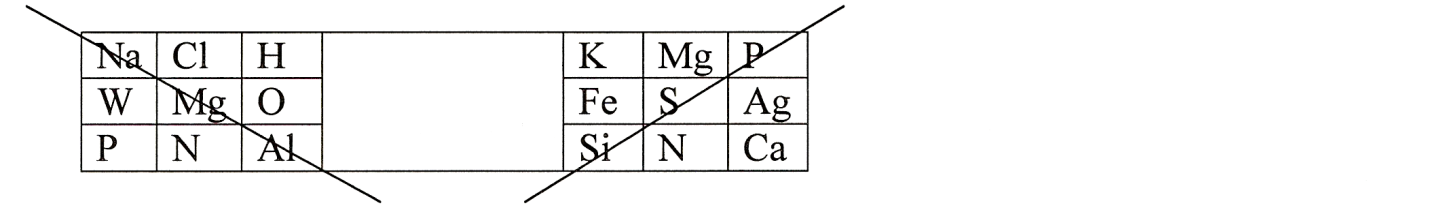 Na Cl H K Mg P
W Mg O Fe S Ag
P N Al Si N Ca